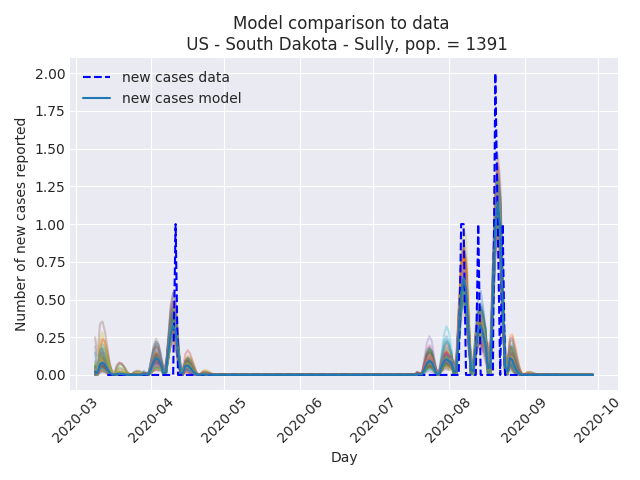 Model comparison to data
US - South Dakota - Sully, pop. = 1391
new cases data
new cases model
Number of new cases reported
2.00
1.75
1.50
1.25
1.00
0.75
0.50
0.25
0.00
2020-03
2020-04
2020-05
2020-06
2020-07
2020-08
2020-09
2020-10
Day